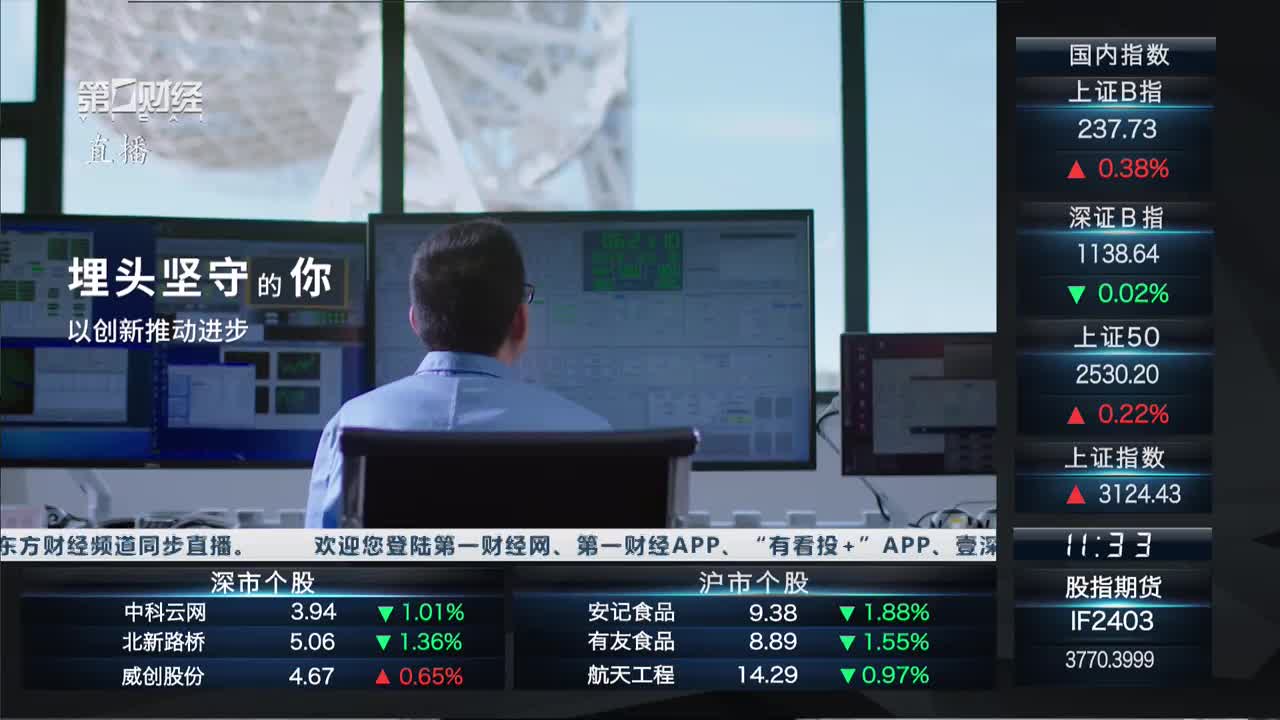 第一财经
YICAI
直播
埋头坚守的你
以创新推动进步
国内指数
上证B指
237.73
▲ 0.38%
深证B指
1138.64
▼ 0.02%
上证50
2530.20
▲ 0.22%
上证指数
▲ 3124.43
东方财经频道同步直播。 欢迎您登陆第一财经网、第一财经APP、“有看投+”APP、壹深
11:33
深市个股
中科云网 3.94 ▼ 1.01%
北新路桥 5.06 ▼ 1.36%
威创股份 4.67 ▲ 0.65%
沪市个股
安记食品 9.38 ▼ 1.88%
有友食品 8.89 ▼ 1.55%
航天工程 14.29 ▼ 0.97%
股指期货
IF2403
3770.3999